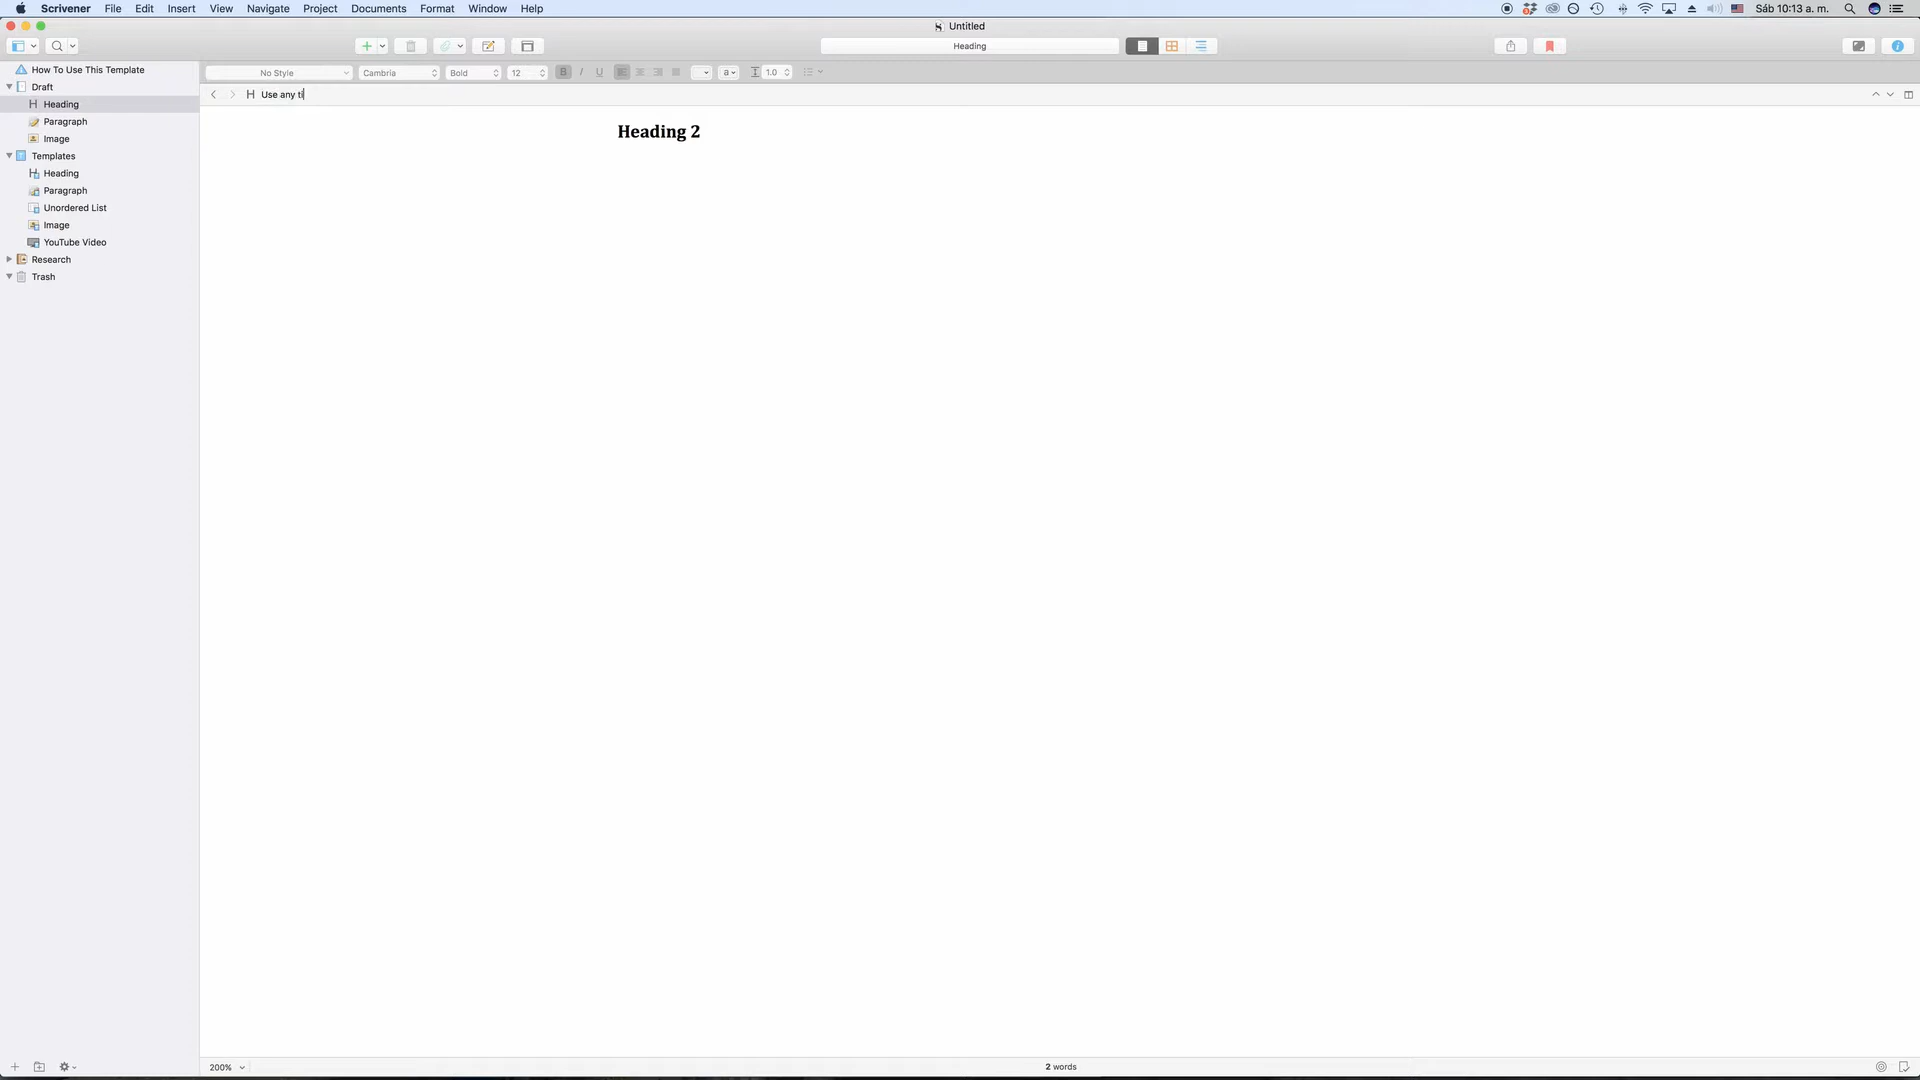 Scrivener File Edit Insert View Navigate Project Documents Format Window Help Sáb 10:13 a. m.
Untitled
Heading
No Style Cambria Bold 12 B I U a 1.0
H Use any ti
How To Use This Template
Draft
Heading
Paragraph
Image
Templates
Heading
Paragraph
Unordered List
Image
YouTube Video
Research
Trash
Heading 2
200% 2 words